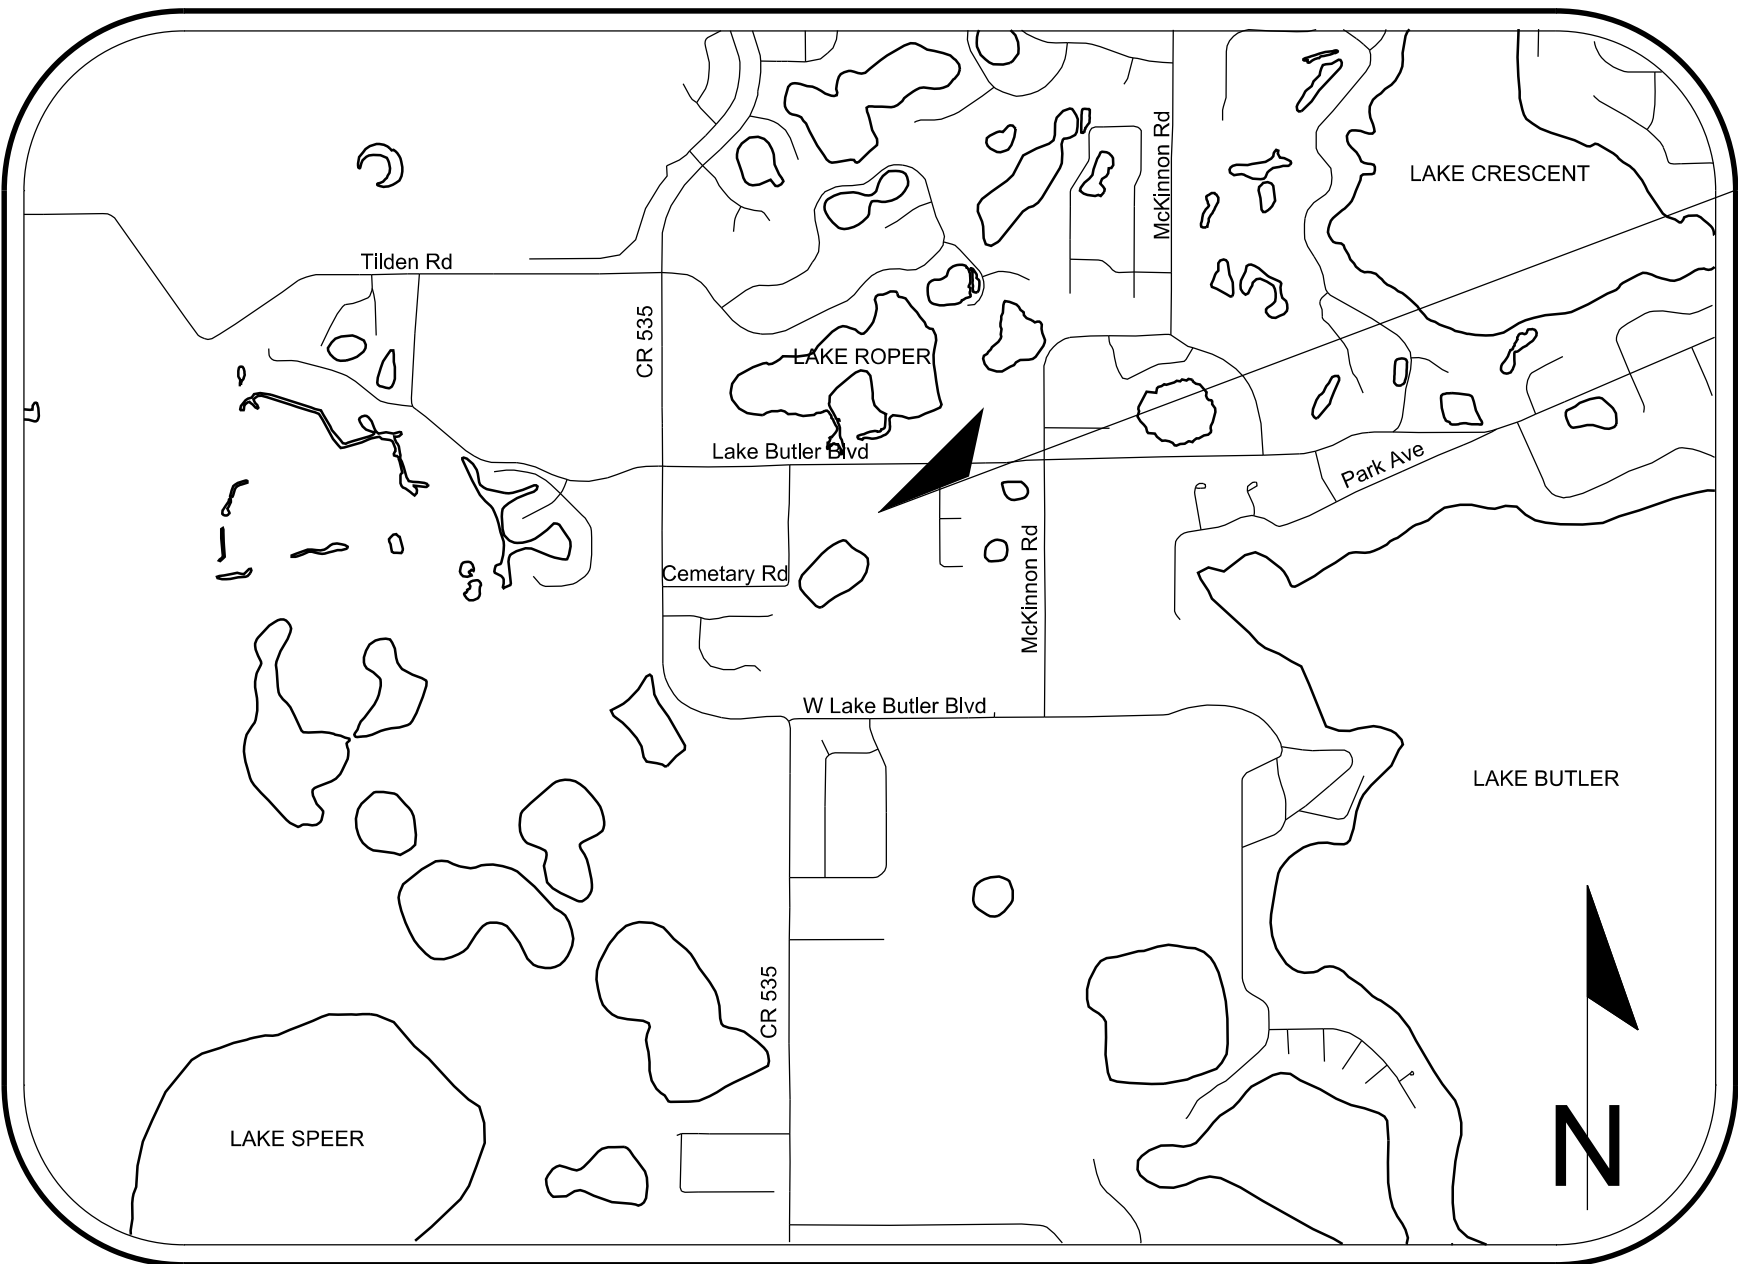 McKinnon Rd
LAKE CRESCENT
Tilden Rd
CR 535
LAKE ROPER
Lake Butler Blvd
Park Ave
Cemetary Rd
McKinnon Rd
W Lake Butler Blvd
LAKE BUTLER
CR 535
LAKE SPEER
N